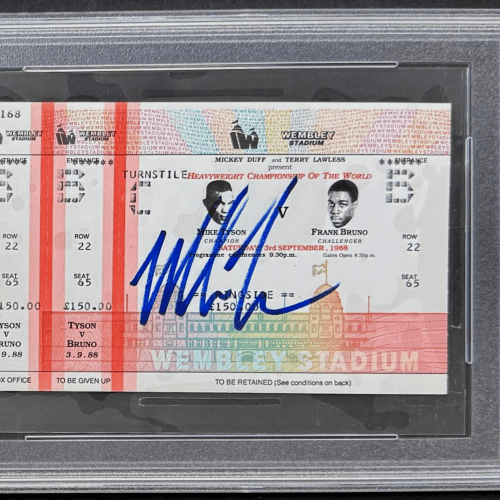 168
WEMBLEY STADIUM
WEMBLEY STADIUM
WEMBLEY STADIUM
MICKEY DUFF and TERRY LAWLESS
present
ENTRANCE
ENTRANCE
ENTRANCE
TURNSTILE
HEAVYWEIGHT CHAMPIONSHIP OF THE WORLD
B
B
C
B
V
MIKE TYSON
CHAMPION
FRANK BRUNO
CHALLENGER
ROW
22
ROW
22
ROW
22
SATURDAY, 3rd SEPTEMBER, 1988
Programme commences 9.30p.m.
Gates Open 8.30p.m.
SEAT
65
SEAT
65
SEAT
65
== RINGSIDE ==
150.00
£150.00
£150.00
TYSON
V
BRUNO
3.9.88
TYSON
V
BRUNO
3.9.88
WEMBLEY STADIUM
BOX OFFICE
TO BE GIVEN UP
TO BE RETAINED (See conditions on back)